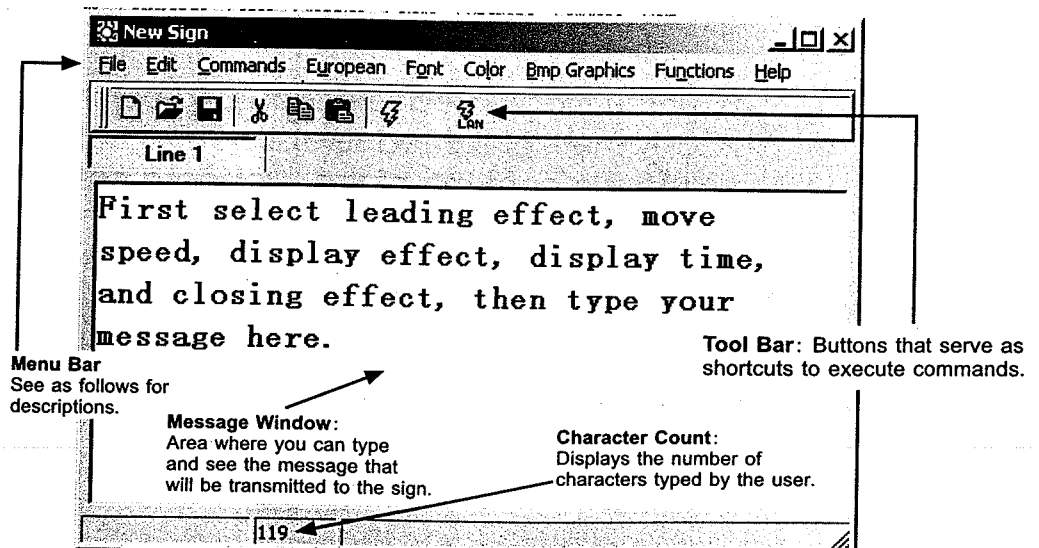 New Sign
File Edit Commands European Font Color Bmp Graphics Functions Help
LAN
Line 1
First select leading effect, move
speed, display effect, display time,
and closing effect, then type your
message here.
Tool Bar: Buttons that serve as
shortcuts to execute commands.
Menu Bar
See as follows for
descriptions.
Message Window:
Area where you can type
and see the message that
will be transmitted to the sign.
Character Count:
Displays the number of
characters typed by the user.
119